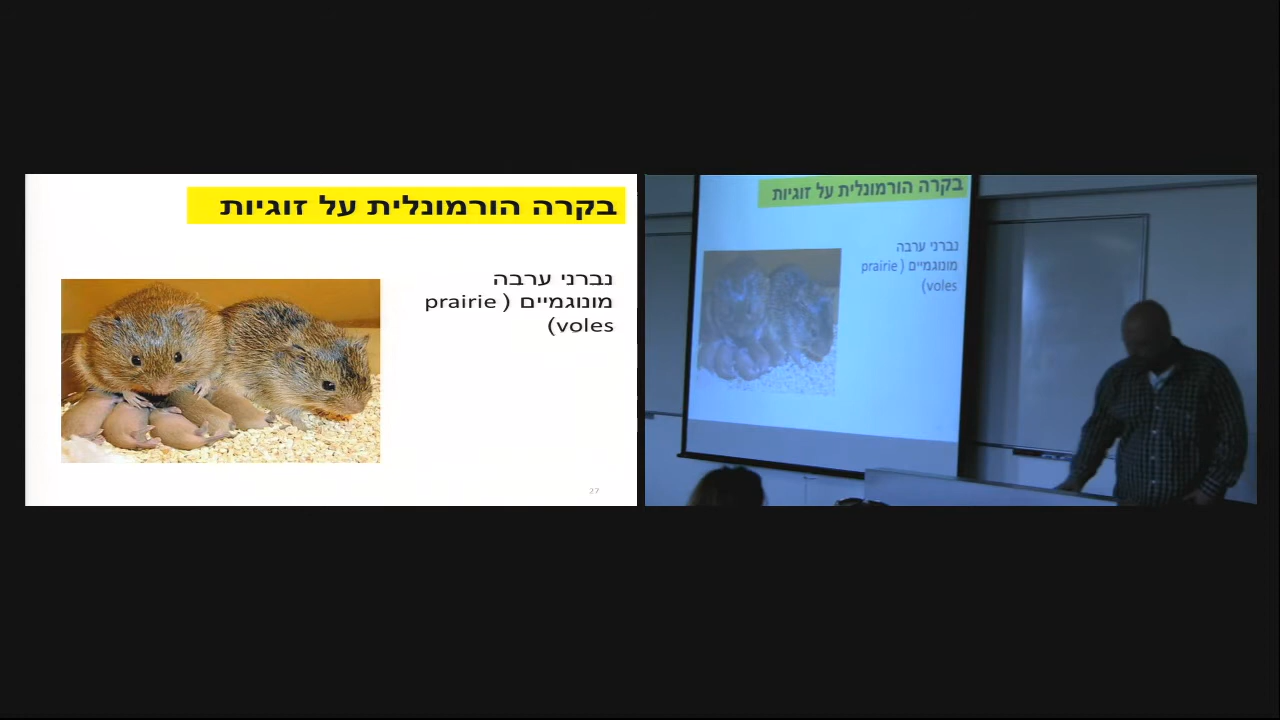 בקרה הורמונלית על זוגיות
נברני ערבה
מונוגמיים ( prairie
voles)
27
בקרה הורמונלית על זוגיות
נברני ערבה
מונוגמיים ( prairie
voles)